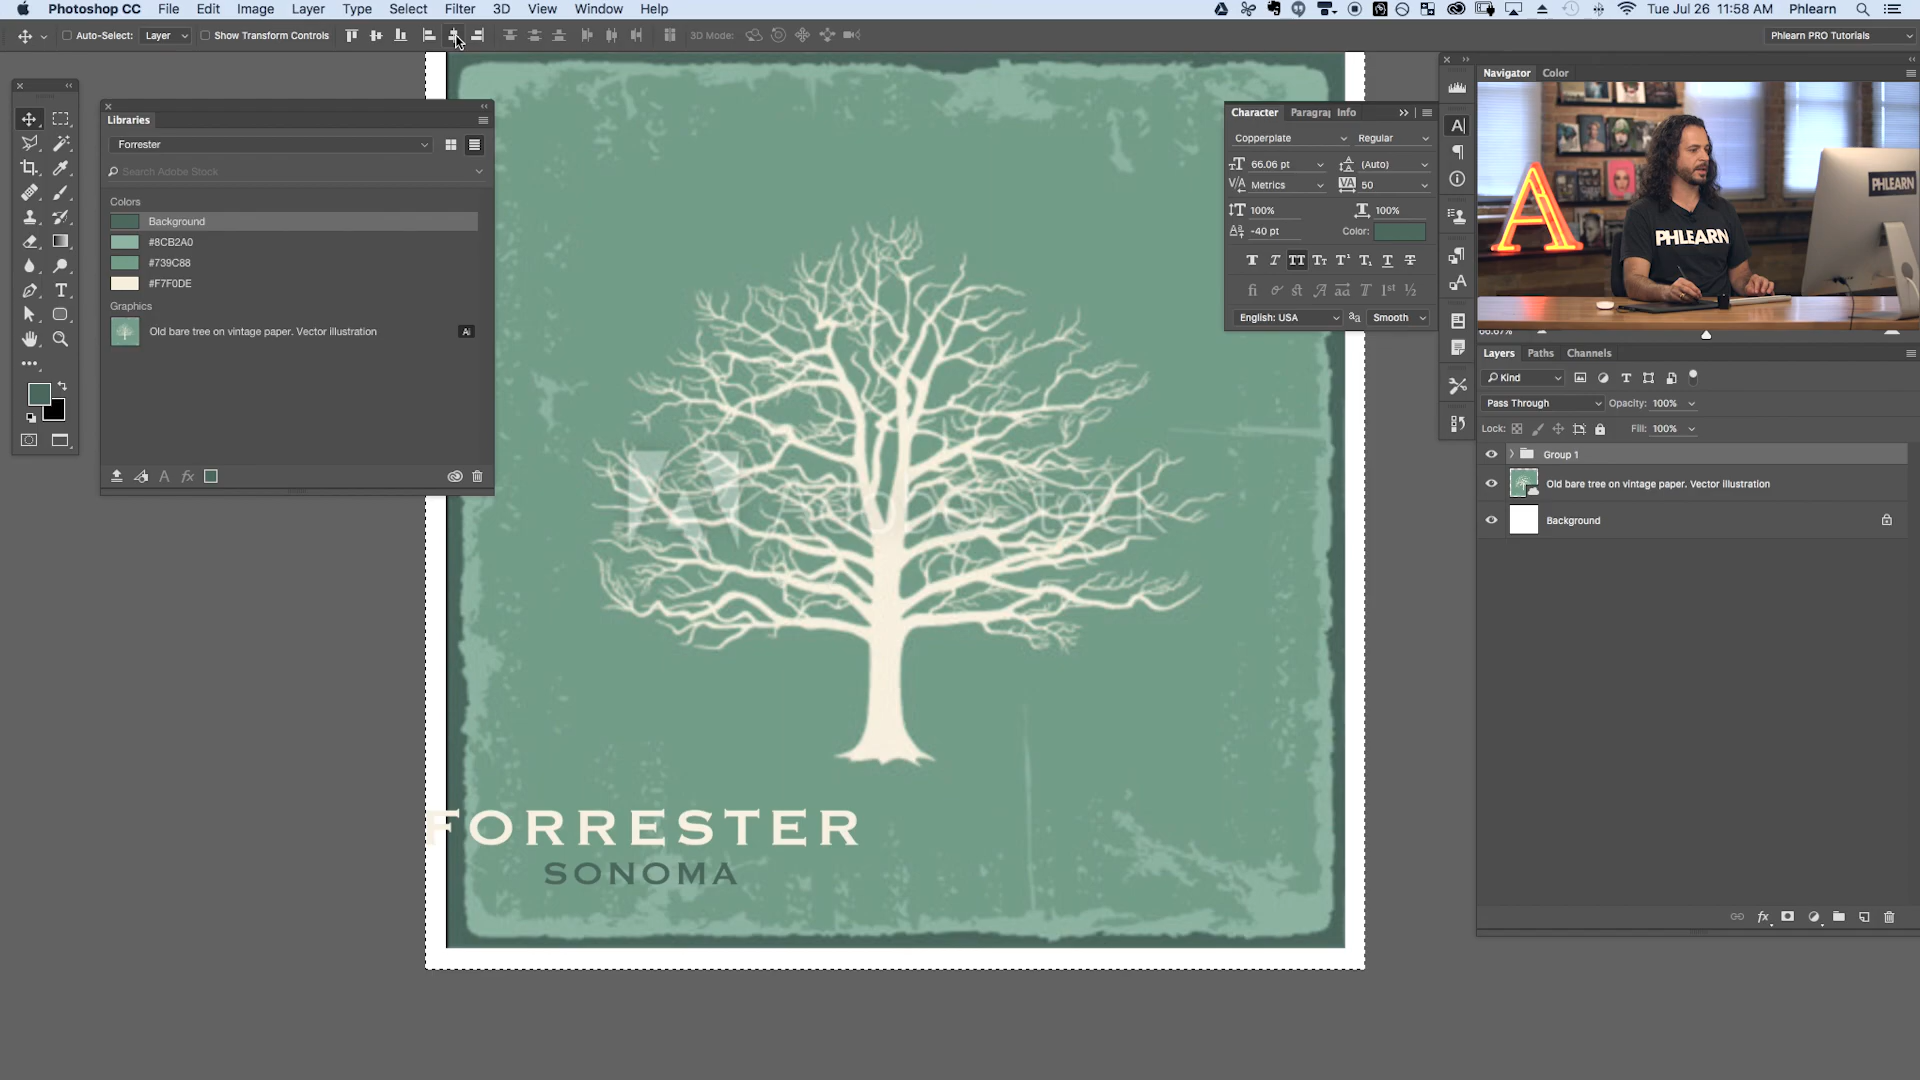 Photoshop CC File Edit Image Layer Type Select Filter 3D View Window Help
Tue Jul 26 11:58 AM Phlearn
Auto-Select: Layer Show Transform Controls
3D Mode:
Phlearn PRO Tutorials
Libraries
Forrester
Search Adobe Stock
Colors
Background
#8CB2A0
#739C88
#F7F0DE
Graphics
Old bare tree on vintage paper. Vector illustration
Ai
FORRESTER
SONOMA
Character Paragraph Info
Copperplate Regular
66.06 pt (Auto)
Metrics 50
100% 100%
-40 pt Color:
English: USA Smooth
Navigator Color
PHLEARN
PHLEARN
66.67%
Layers Paths Channels
Kind
Pass Through Opacity: 100%
Lock: Fill: 100%
Group 1
Old bare tree on vintage paper. Vector illustration
Background